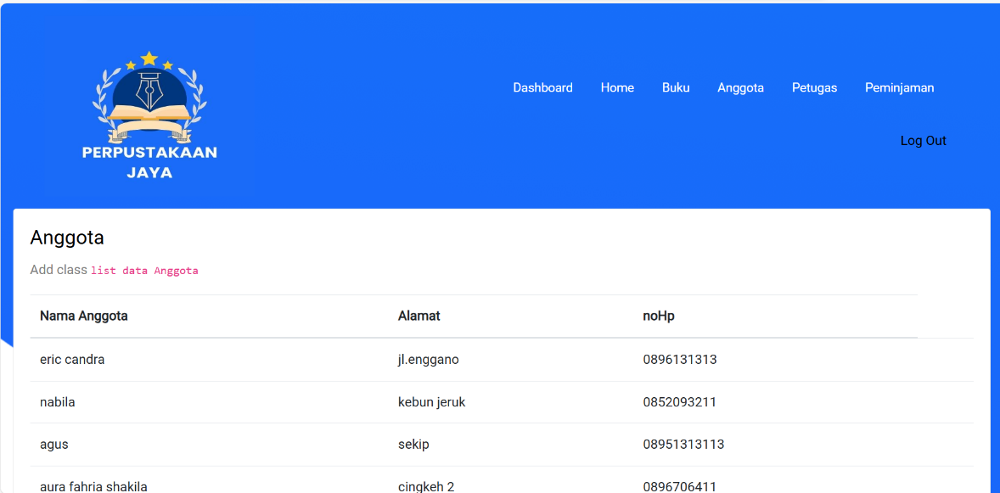 PERPUSTAKAAN
JAYA
Dashboard Home Buku Anggota Petugas Peminjaman
Log Out
Anggota
Add class list data Anggota
Nama Anggota Alamat noHp
eric candra jl.enggano 0896131313
nabila kebun jeruk 0852093211
agus sekip 08951313113
aura fahria shakila cingkeh 2 0896706411